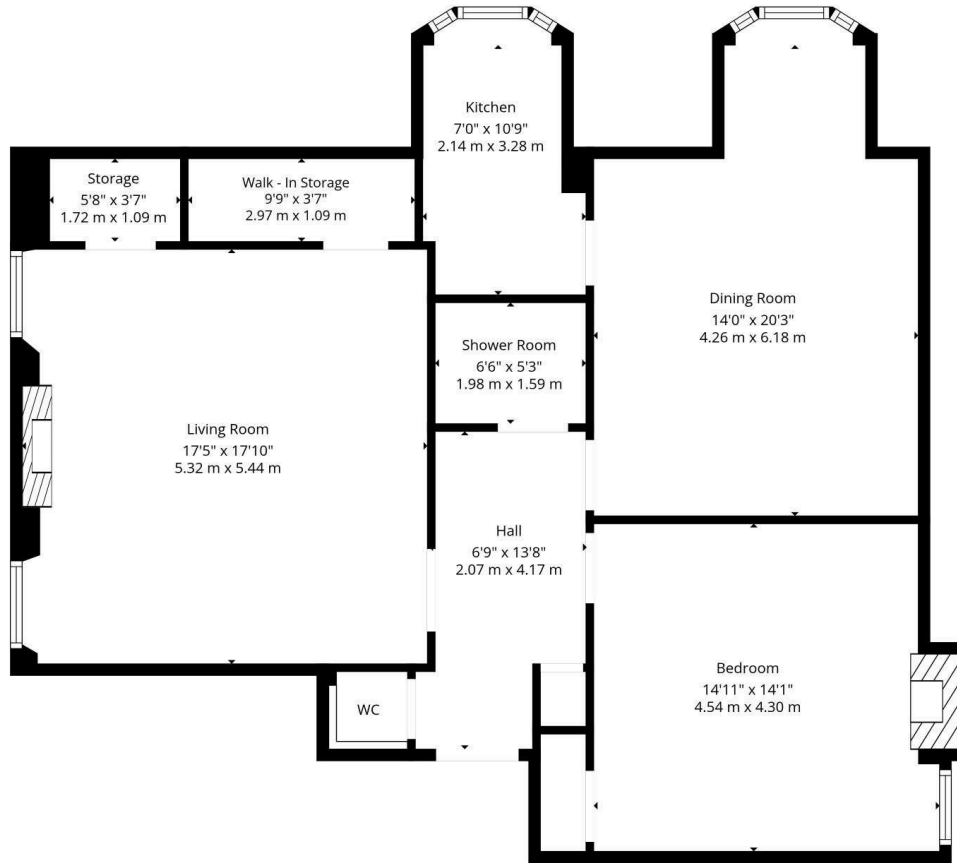 Kitchen
7'0" x 10'9"
2.14 m x 3.28 m
Storage
5'8" x 3'7"
1.72 m x 1.09 m
Walk - In Storage
9'9" x 3'7"
2.97 m x 1.09 m
Dining Room
14'0" x 20'3"
4.26 m x 6.18 m
Shower Room
6'6" x 5'3"
1.98 m x 1.59 m
Living Room
17'5" x 17'10"
5.32 m x 5.44 m
Hall
6'9" x 13'8"
2.07 m x 4.17 m
Bedroom
14'11" x 14'1"
4.54 m x 4.30 m
WC